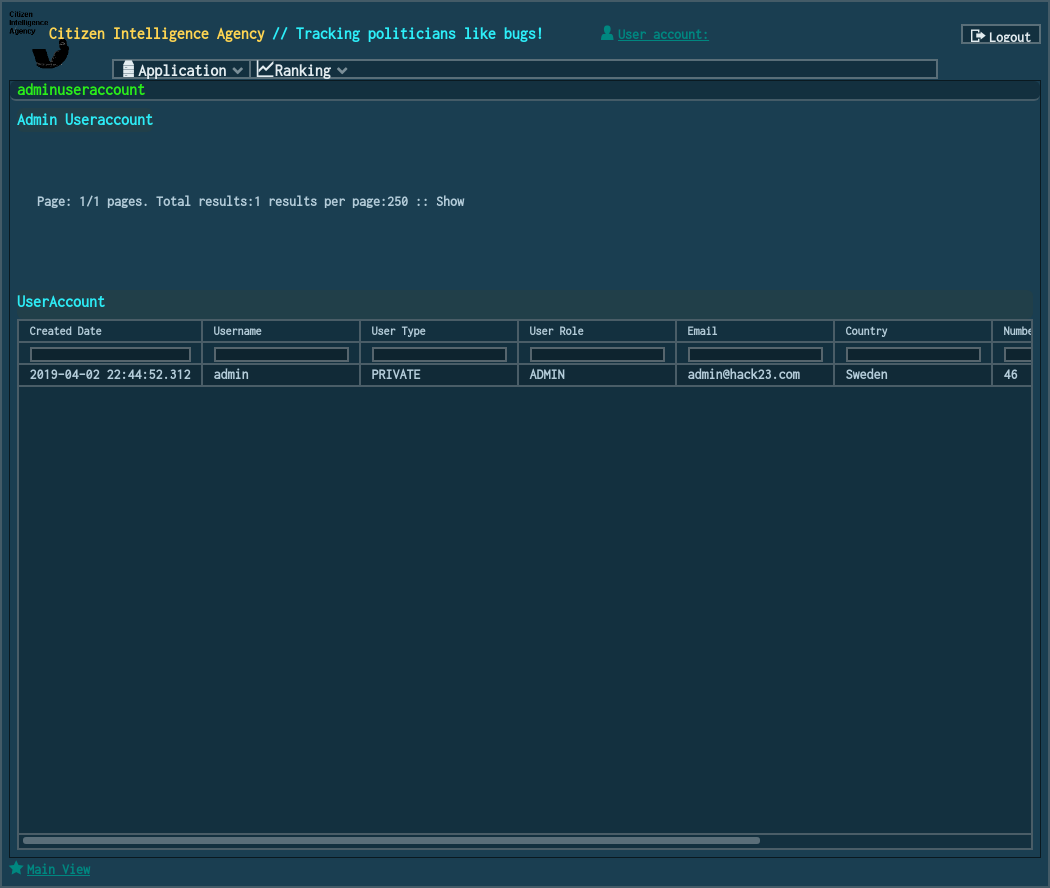 Citizen
Intelligence
Agency
Citizen Intelligence Agency // Tracking politicians like bugs!
User account:
Logout
Application
Ranking
adminuseraccount
Admin Useraccount
Page: 1/1 pages. Total results:1 results per page:250 :: Show
UserAccount
Created Date Username User Type User Role Email Country Numbe
2019-04-02 22:44:52.312 admin PRIVATE ADMIN admin@hack23.com Sweden 46
Main View